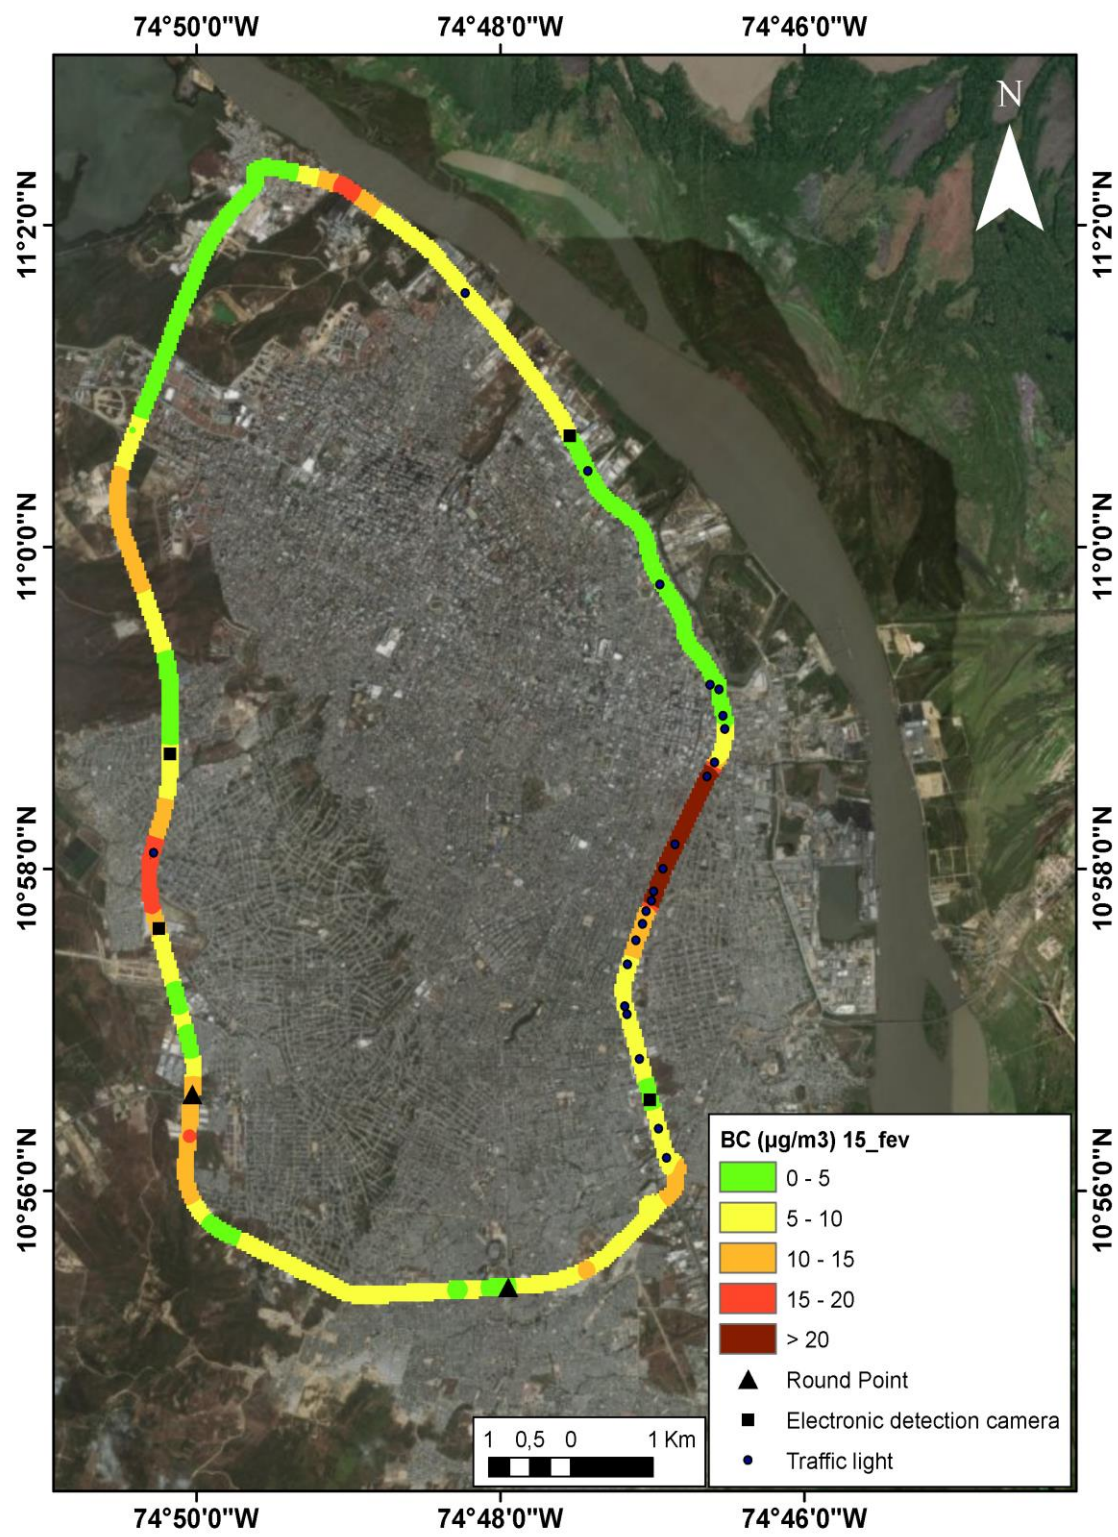 74°50'0"W 74°48'0"W 74°46'0"W
N
11°2'0"N 11°2'0"N
11°0'0"N 11°0'0"N
10°58'0"N 10°58'0"N
10°56'0"N 10°56'0"N
BC (µg/m3) 15_fev
0 - 5
5 - 10
10 - 15
15 - 20
> 20
Round Point
Electronic detection camera
Traffic light
1 0,5 0 1 Km
74°50'0"W 74°48'0"W 74°46'0"W